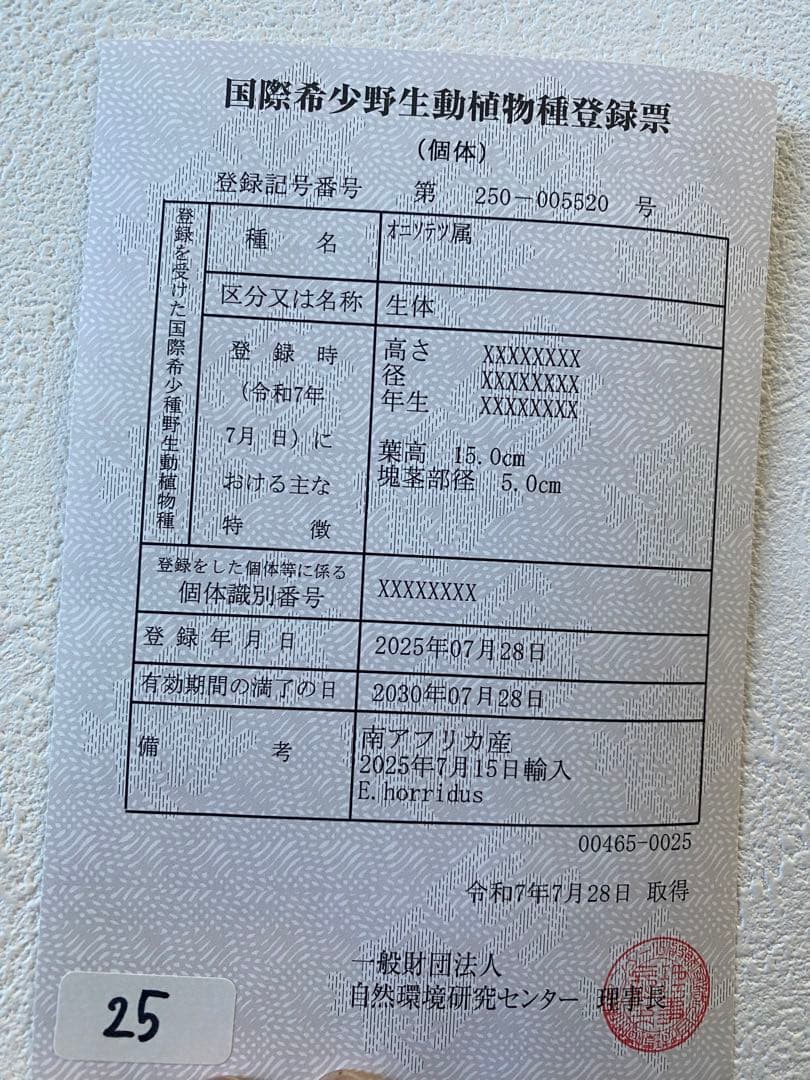 国際希少野生動植物種登録票
(個体)
登録記号番号 第 250-005520 号
登録を受けた国際希少種野生動植物種
種 名 オニソテツ属
区分又は名称 生体
登 録 時
(令和7年
7月 日) に
おける主な
特 徴
高さ XXXXXXXX
径 XXXXXXXX
年生 XXXXXXXX
葉高 15.0cm
塊茎部径 5.0cm
登録をした個体等に係る
個体識別番号 XXXXXXXX
登 録 年 月 日 2025年07月28日
有効期間の満了の日 2030年07月28日
備 考
南アフリカ産
2025年7月15日輸入
E.horridus
00465-0025
令和7年7月28日 取得
一般財団法人
自然環境研究センター 理事長
25